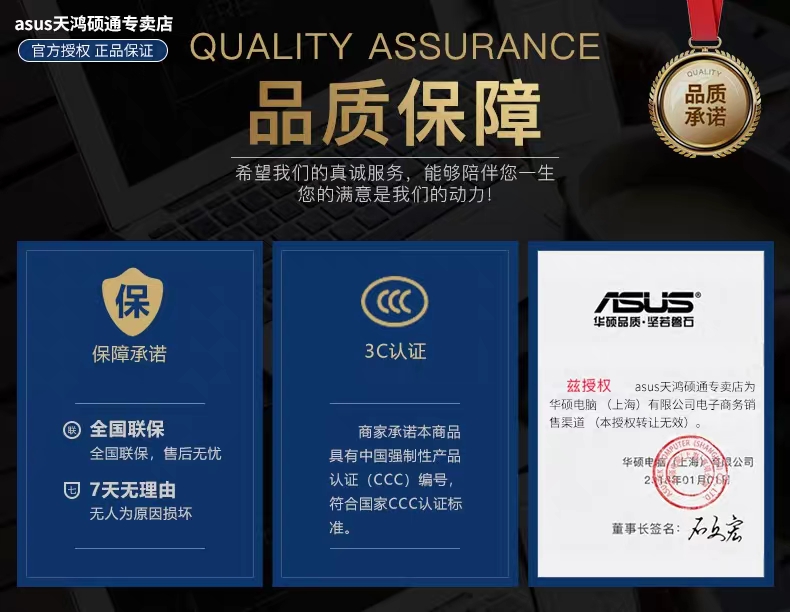 asus天鸿硕通专卖店
官方授权 正品保证
QUALITY ASSURANCE
品质保障
希望我们的真诚服务，能够陪伴您一生
您的满意是我们的动力!
QUALITY
品质
承诺
保
保障承诺
联 全国联保
全国联保，售后无忧
七 7天无理由
无人为原因损坏
CCC
3C认证
商家承诺本商品
具有中国强制性产品
认证（CCC）编号，
符合国家CCC认证标
准。
ASUS®
华硕品质·坚若磐石
兹授权 asus天鸿硕通专卖店为
华硕电脑 （上海）有限公司电子商务销
售渠道 （本授权转让无效）。
华硕电脑（上海）有限公司
01月01日
董事长签名：